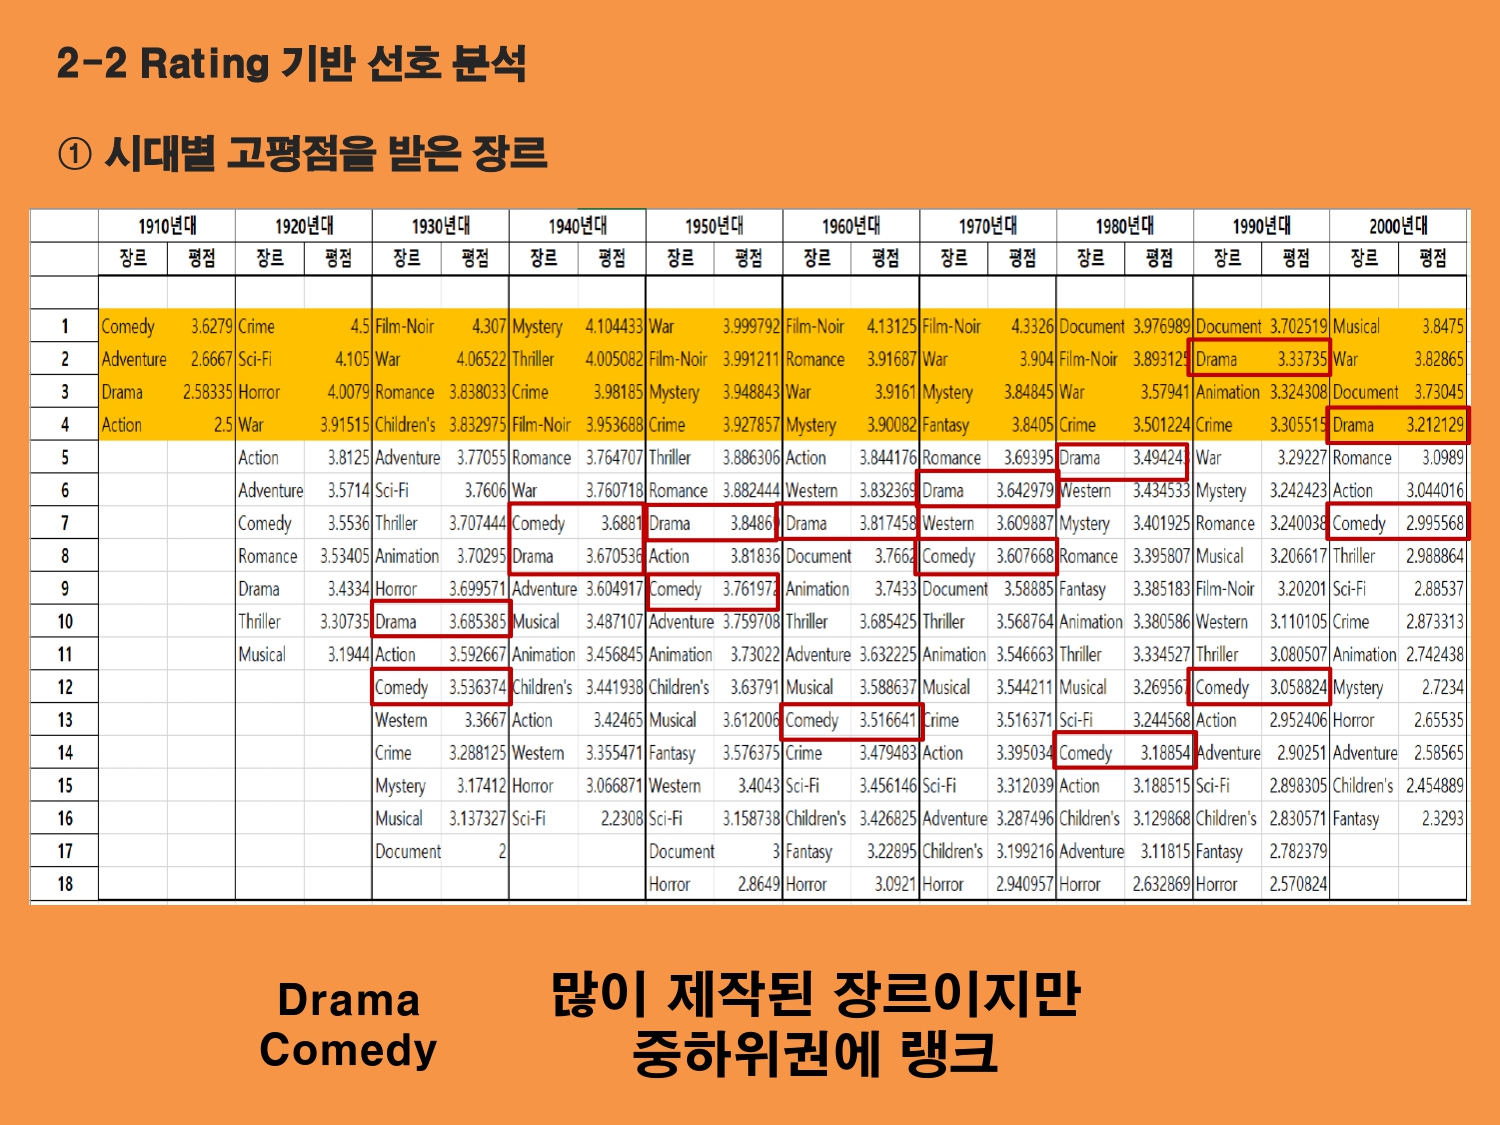 2-2 Rating 기반 선호 분석
① 시대별 고평점을 받은 장르
1910년대 1920년대 1930년대 1940년대 1950년대 1960년대 1970년대 1980년대 1990년대 2000년대
장르 평점 장르 평점 장르 평점 장르 평점 장르 평점 장르 평점 장르 평점 장르 평점 장르 평점 장르 평점
1 Comedy 3.6279 Crime 4.5 Film-Noir 4.307 Mystery 4.104433 War 3.999792 Film-Noir 4.13125 Film-Noir 4.3326 Document 3.976989 Document 3.702519 Musical 3.8475
2 Adventure 2.6667 Sci-Fi 4.105 War 4.06522 Thriller 4.005082 Film-Noir 3.991211 Romance 3.91687 War 3.904 Film-Noir 3.893125 Drama 3.33735 War 3.82865
3 Drama 2.58335 Horror 4.0079 Romance 3.838033 Crime 3.98185 Mystery 3.948843 War 3.9161 Mystery 3.84845 War 3.57941 Animation 3.324308 Document 3.73045
4 Action 2.5 War 3.91515 Children's 3.832975 Film-Noir 3.953688 Crime 3.927857 Mystery 3.90082 Fantasy 3.8405 Crime 3.501224 Crime 3.305515 Drama 3.212129
5 Action 3.8125 Adventure 3.77055 Romance 3.764707 Thriller 3.886306 Action 3.844176 Romance 3.69395 Drama 3.494243 War 3.29227 Romance 3.0989
6 Adventure 3.5714 Sci-Fi 3.7606 War 3.760718 Romance 3.882444 Western 3.832369 Drama 3.642979 Western 3.434533 Mystery 3.242423 Action 3.044016
7 Comedy 3.5536 Thriller 3.707444 Comedy 3.6881 Drama 3.84869 Drama 3.817458 Western 3.609887 Mystery 3.401925 Romance 3.240038 Comedy 2.995568
8 Romance 3.53405 Animation 3.70295 Drama 3.670536 Action 3.81836 Document 3.7662 Comedy 3.607668 Romance 3.395807 Musical 3.206617 Thriller 2.988864
9 Drama 3.4334 Horror 3.699571 Adventure 3.604917 Comedy 3.761972 Animation 3.7433 Document 3.58885 Fantasy 3.385183 Film-Noir 3.20201 Sci-Fi 2.88537
10 Thriller 3.30735 Drama 3.685385 Musical 3.487107 Adventure 3.759708 Thriller 3.685425 Thriller 3.568764 Animation 3.380586 Western 3.110105 Crime 2.873313
11 Musical 3.1944 Action 3.592667 Animation 3.456845 Animation 3.73022 Adventure 3.632225 Animation 3.546663 Thriller 3.334527 Thriller 3.080507 Animation 2.742438
12 Comedy 3.536374 Children's 3.441938 Children's 3.63791 Musical 3.588637 Musical 3.544211 Musical 3.269567 Comedy 3.058824 Mystery 2.7234
13 Western 3.3667 Action 3.42465 Musical 3.612006 Comedy 3.516641 Crime 3.516371 Sci-Fi 3.244568 Action 2.952406 Horror 2.65535
14 Crime 3.288125 Western 3.355471 Fantasy 3.576375 Crime 3.479483 Action 3.395034 Comedy 3.18854 Adventure 2.90251 Adventure 2.58565
15 Mystery 3.17412 Horror 3.066871 Western 3.4043 Sci-Fi 3.456146 Sci-Fi 3.312039 Action 3.188515 Sci-Fi 2.898305 Children's 2.454889
16 Musical 3.137327 Sci-Fi 2.2308 Sci-Fi 3.158738 Children's 3.426825 Adventure 3.287496 Children's 3.129868 Children's 2.830571 Fantasy 2.3293
17 Document 2 Document 3 Fantasy 3.22895 Children's 3.199216 Adventure 3.11815 Fantasy 2.782379
18 Horror 2.8649 Horror 3.0921 Horror 2.940957 Horror 2.632869 Horror 2.570824
Drama
Comedy
많이 제작된 장르이지만
중하위권에 랭크